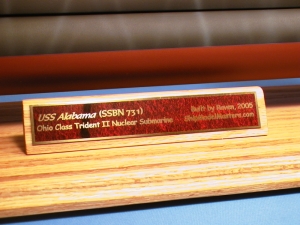 USS Alabama (SSBN 731)
Ohio Class Trident II Nuclear Submarine
Built by Raven, 2005